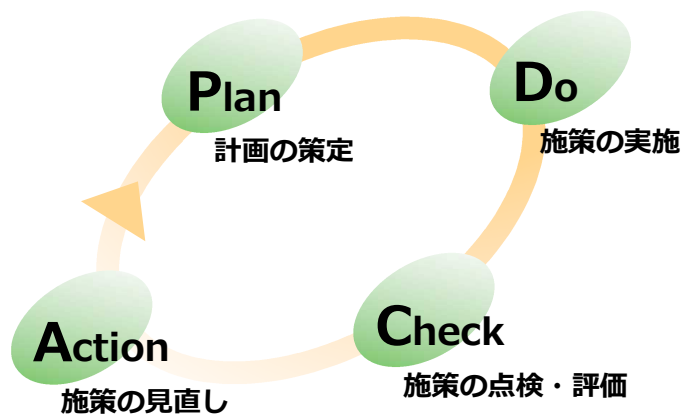 Plan
計画の策定
Do
施策の実施
Check
施策の点検・評価
Action
施策の見直し